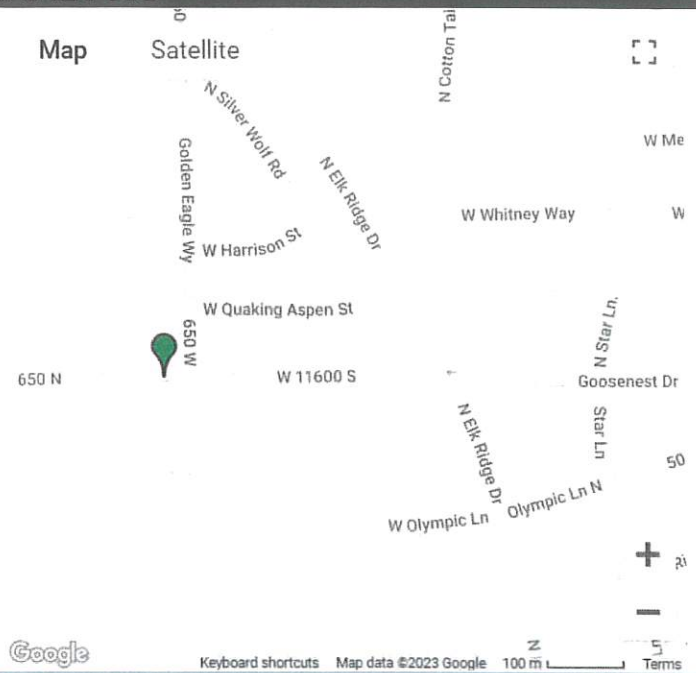 Map Satellite
N Cotton Tai
N Silver Wolf Rd
Golden Eagle Wy
N Elk Ridge Dr
W Me
W Whitney Way
W
W Harrison St
W Quaking Aspen St
650 W
N Star Ln.
650 N
W 11600 S
Goosenest Dr
N Elk Ridge Dr
Star Ln
50
W Olympic Ln
Olympic Ln N
Google
Keyboard shortcuts Map data ©2023 Google 100 m Terms